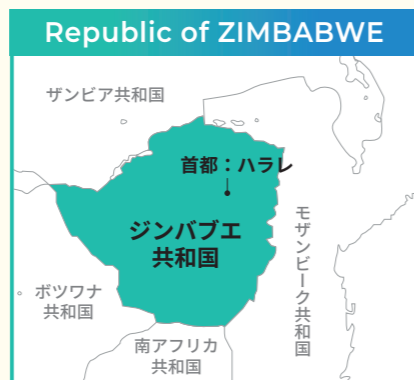 Republic of ZIMBABWE
ザンビア共和国
首都：ハラレ
ジンバブエ
共和国
モザンビーク共和国
ボツワナ
共和国
南アフリカ
共和国